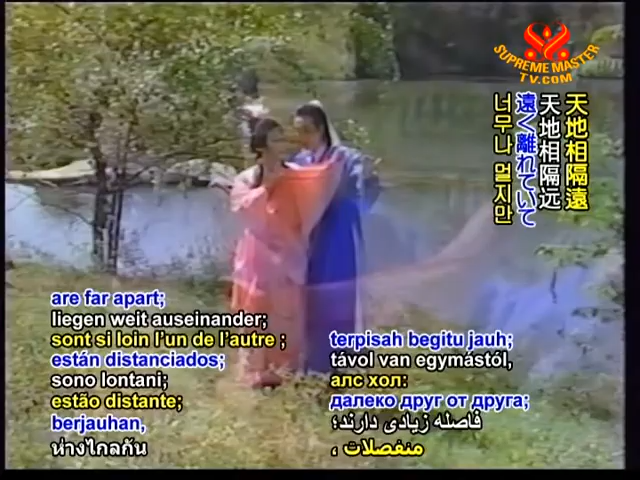 SUPREME MASTER
TV.COM
天地相隔遠
天地相隔远
遠く離れていて
너무나 멀지만
are far apart;
liegen weit auseinander;
sont si loin l'un de l'autre ;
están distanciados;
sono lontani;
estão distante;
berjauhan,
ห่างไกลกัน
terpisah begitu jauh;
távol van egymástól,
алс хол:
далеко друг от друга;
فاصله زیادی دارند؛
منفصلات ،